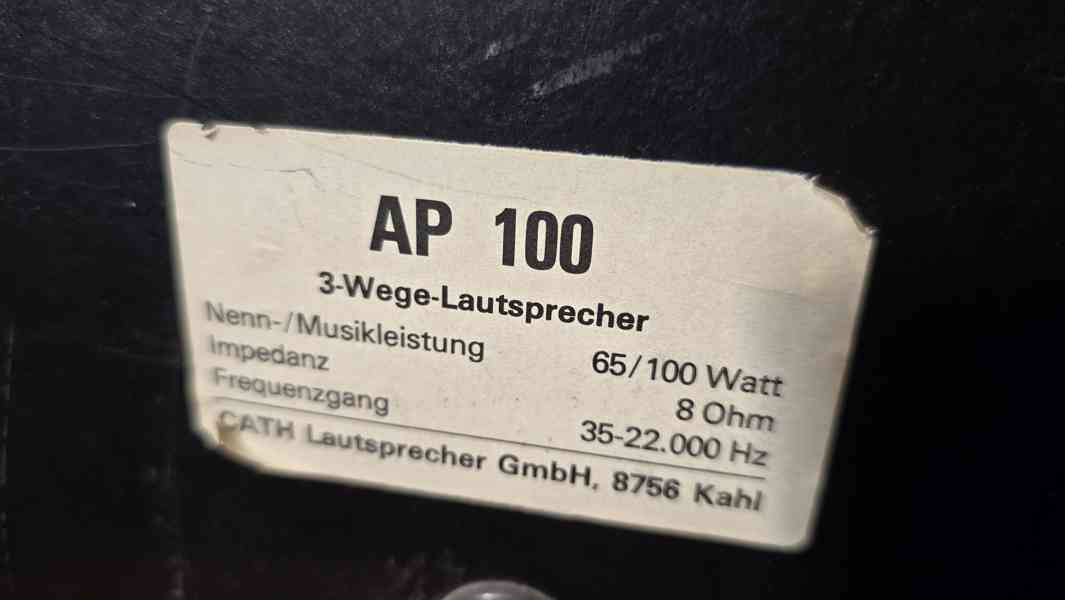 AP 100
3-Wege-Lautsprecher
Nenn-/Musikleistung 65/100 Watt
Impedanz 8 Ohm
Frequenzgang 35-22.000 Hz
CATH Lautsprecher GmbH, 8756 Kahl